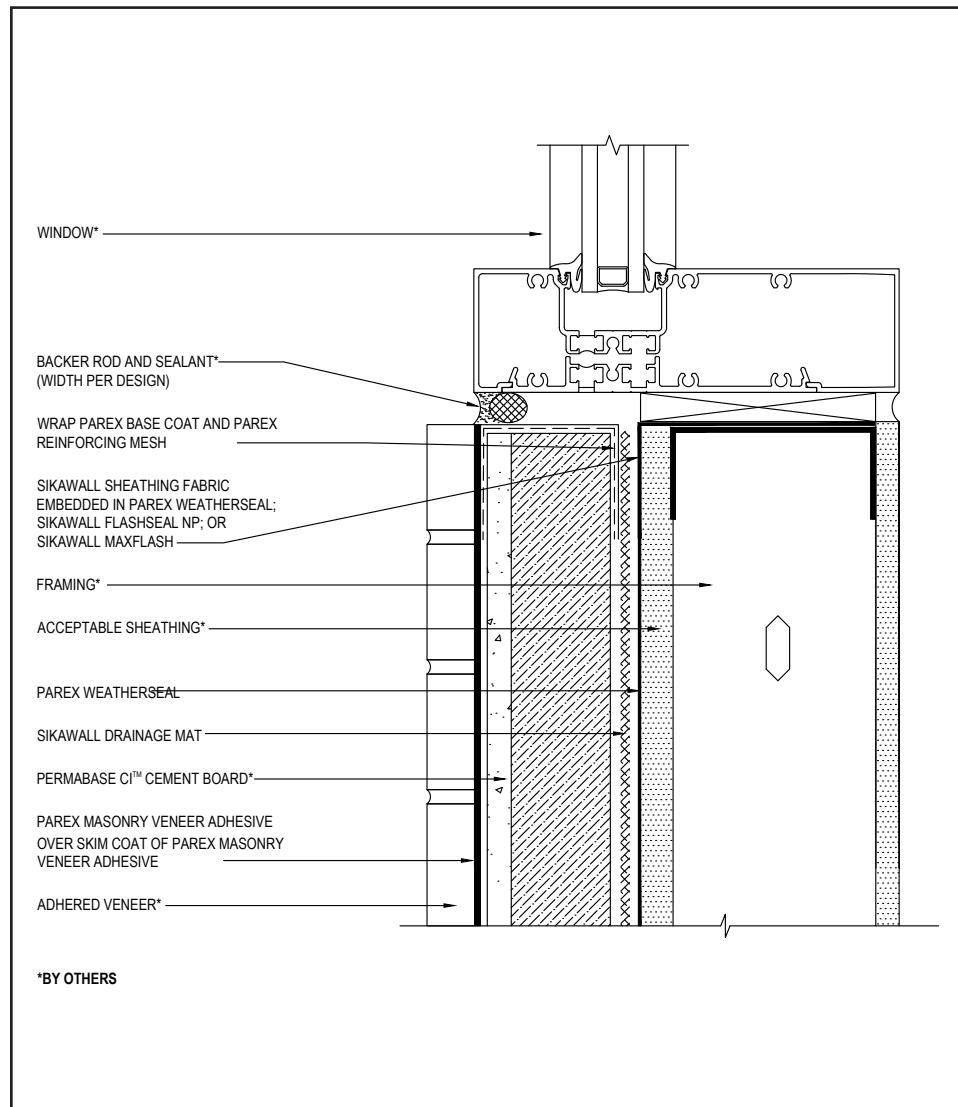 WINDOW*
BACKER ROD AND SEALANT*
(WIDTH PER DESIGN)
WRAP PAREX BASE COAT AND PAREX
REINFORCING MESH
SIKAWALL SHEATHING FABRIC
EMBEDDED IN PAREX WEATHERSEAL;
SIKAWALL FLASHSEAL NP; OR
SIKAWALL MAXFLASH
FRAMING*
ACCEPTABLE SHEATHING*
PAREX WEATHERSEAL
SIKAWALL DRAINAGE MAT
PERMABASE CI™ CEMENT BOARD*
PAREX MASONRY VENEER ADHESIVE
OVER SKIM COAT OF PAREX MASONRY
VENEER ADHESIVE
ADHERED VENEER*
*BY OTHERS